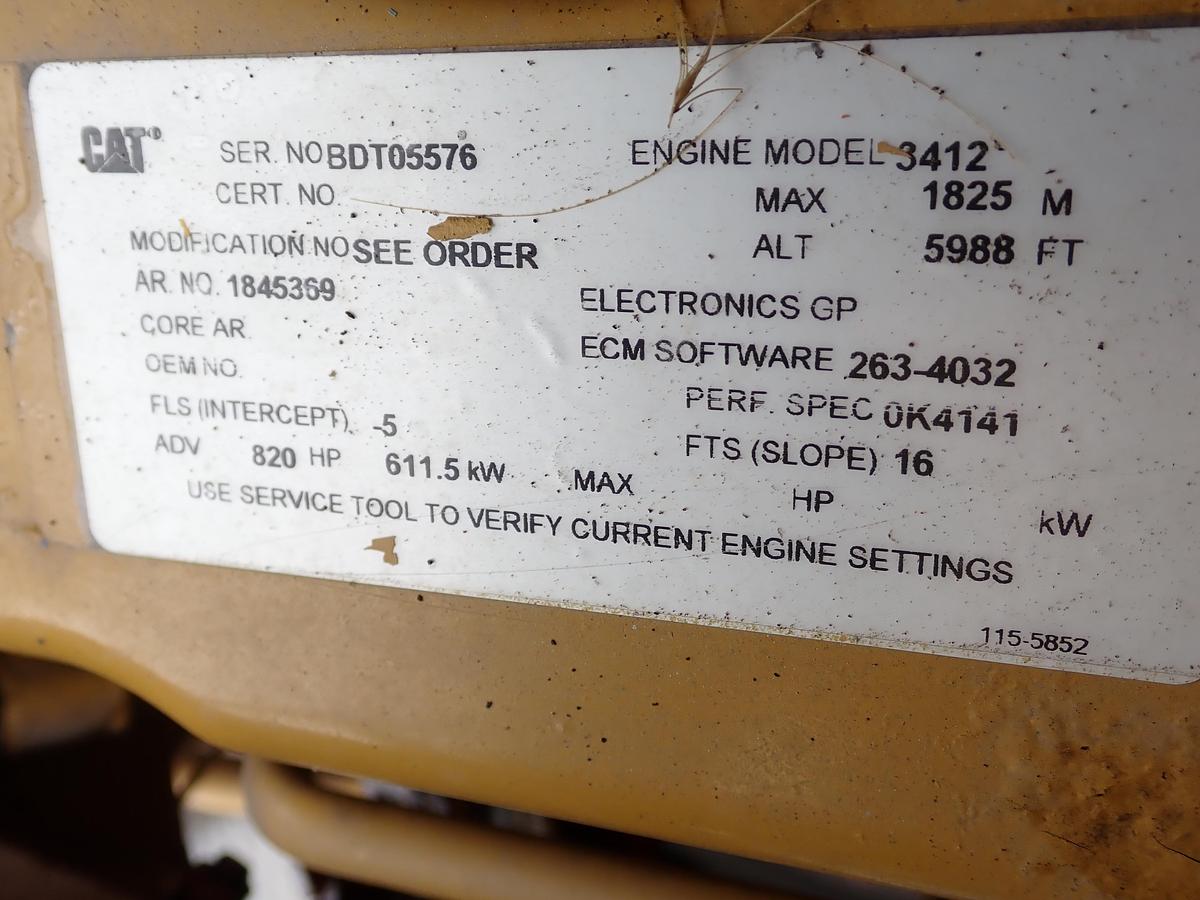 CAT® SER. NO BDT05576 ENGINE MODEL 3412
CERT. NO. MAX 1825 M
MODIFICATION NO SEE ORDER ALT 5988 FT
AR. NO. 1845369
ELECTRONICS GP
CORE AR.
ECM SOFTWARE 263-4032
OEM NO.
PERF. SPEC 0K4141
FLS (INTERCEPT) -5 FTS (SLOPE) 16
ADV 820 HP 611.5 kW MAX HP kW
USE SERVICE TOOL TO VERIFY CURRENT ENGINE SETTINGS
115-5852